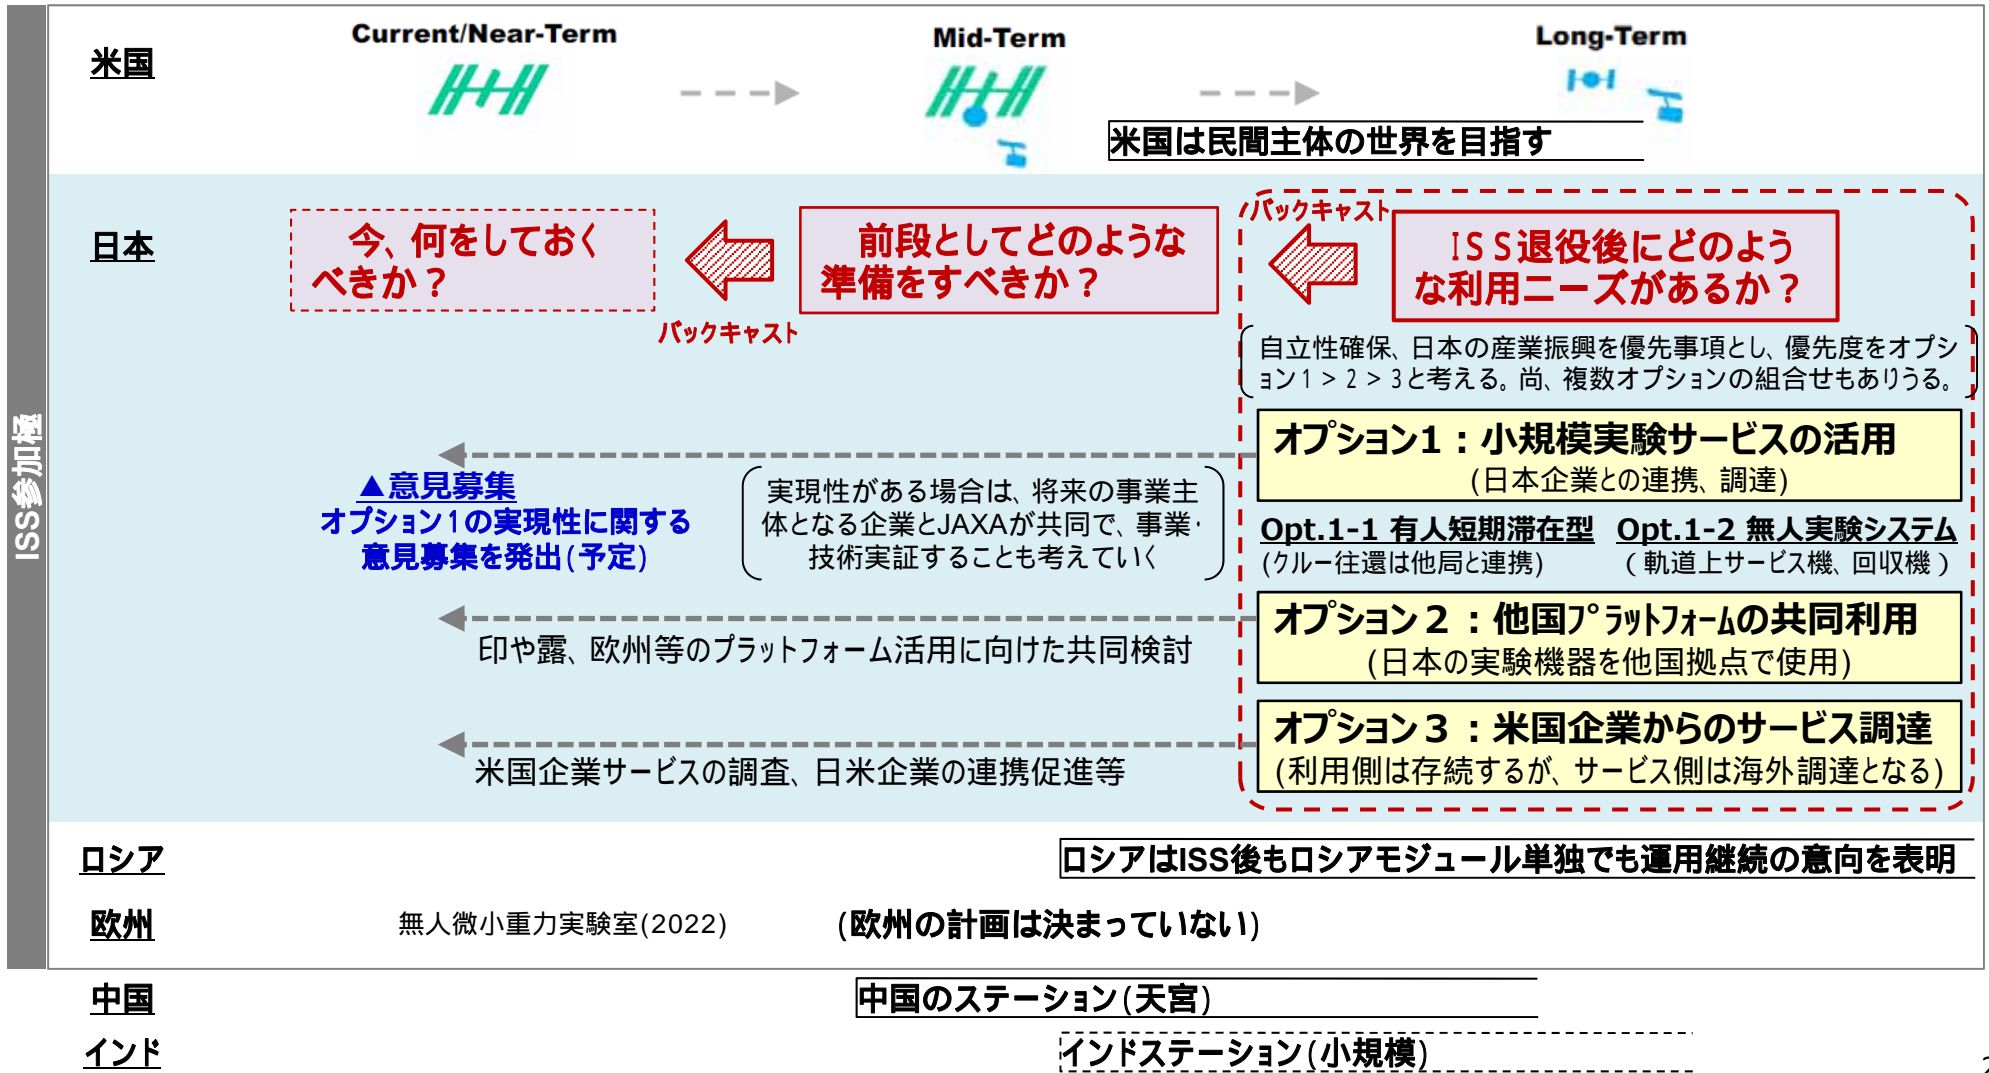 ISS参加極
米国
Current/Near-Term
Mid-Term
Long-Term
米国は民間主体の世界を目指す
日本
今、何をしておく
べきか？
バックキャスト
前段としてどのような
準備をすべきか？
バックキャスト
ISS退役後にどのよう
な利用ニーズがあるか？
自立性確保、日本の産業振興を優先事項とし、優先度をオプシ
ョン1 > 2 > 3と考える。尚、複数オプションの組合せもありうる。
オプション1：小規模実験サービスの活用
(日本企業との連携、調達)
▲意見募集
オプション1の実現性に関する
意見募集を発出(予定)
実現性がある場合は、将来の事業主
体となる企業とJAXAが共同で、事業・
技術実証することも考えていく
Opt.1-1 有人短期滞在型
(クルー往還は他局と連携)
Opt.1-2 無人実験システム
（軌道上サービス機、回収機）
オプション２：他国プラットフォームの共同利用
(日本の実験機器を他国拠点で使用)
印や露、欧州等のプラットフォーム活用に向けた共同検討
オプション３：米国企業からのサービス調達
(利用側は存続するが、サービス側は海外調達となる)
米国企業サービスの調査、日米企業の連携促進等
ロシア
ロシアはISS後もロシアモジュール単独でも運用継続の意向を表明
欧州
無人微小重力実験室(2022)
(欧州の計画は決まっていない)
中国
中国のステーション(天宮)
インド
インドステーション(小規模)